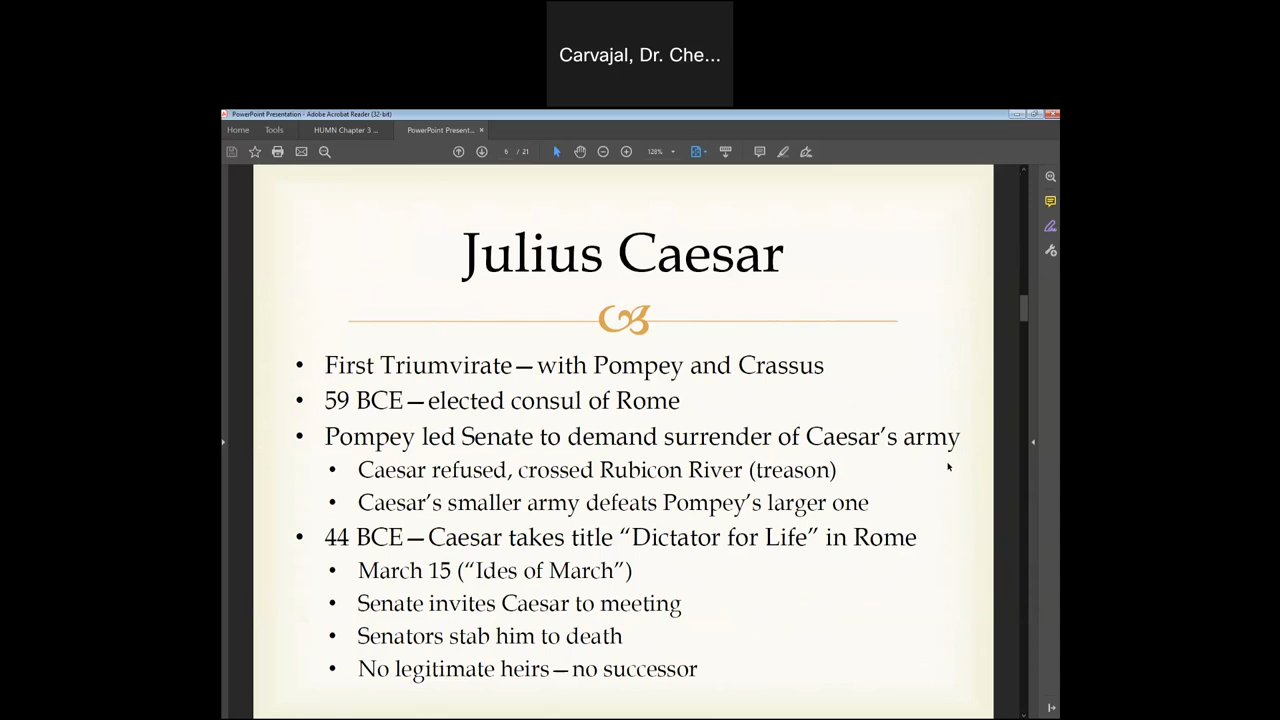 Carvajal, Dr. Che...
PowerPoint Presentation - Adobe Acrobat Reader (32-bit)
Home Tools HUMN Chapter 3 ... PowerPoint Present... ×
6 / 21 128%
Julius Caesar
• First Triumvirate—with Pompey and Crassus
• 59 BCE—elected consul of Rome
• Pompey led Senate to demand surrender of Caesar’s army
• Caesar refused, crossed Rubicon River (treason)
• Caesar’s smaller army defeats Pompey’s larger one
• 44 BCE—Caesar takes title “Dictator for Life” in Rome
• March 15 (“Ides of March”)
• Senate invites Caesar to meeting
• Senators stab him to death
• No legitimate heirs—no successor